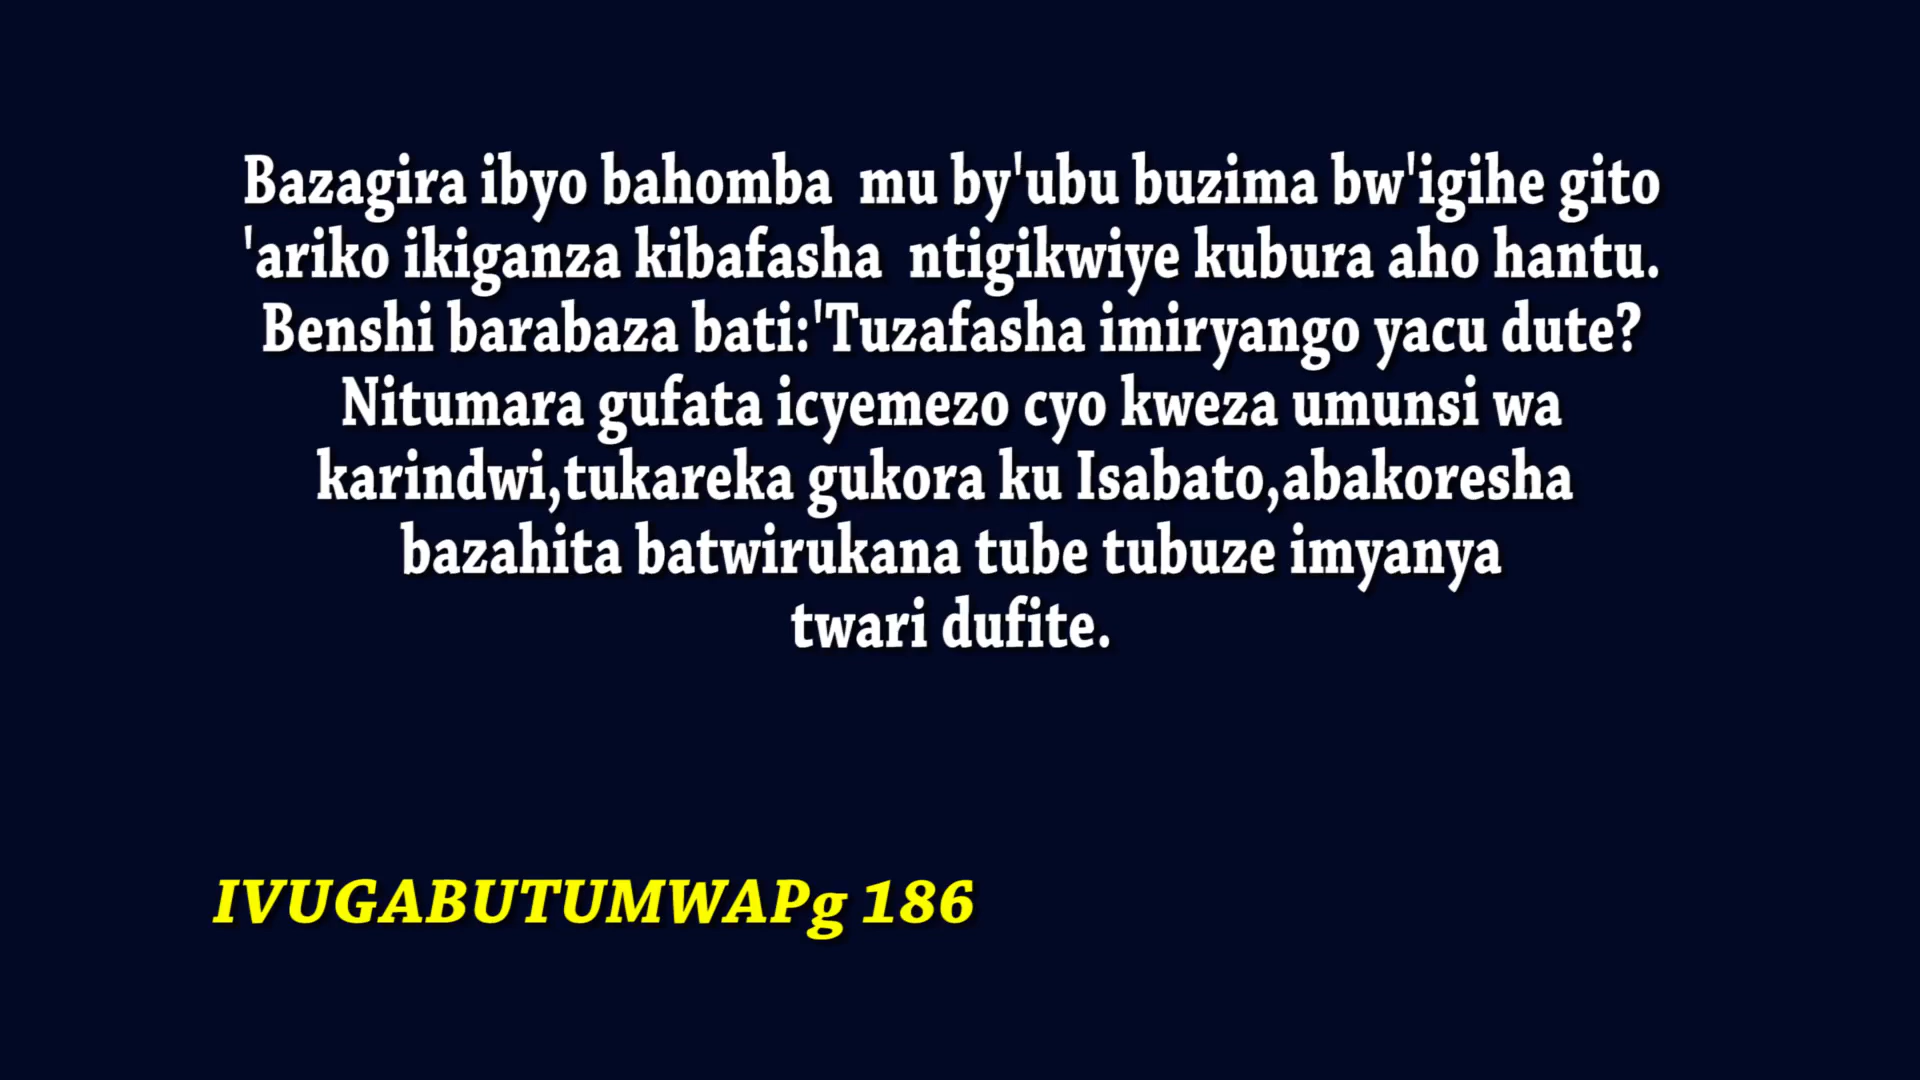 Bazagira ibyo bahomba  mu by'ubu buzima bw'igihe gito
'ariko ikiganza kibafasha  ntigikwiye kubura aho hantu.
Benshi barabaza bati:'Tuzafasha imiryango yacu dute?
Nitumara gufata icyemezo cyo kweza umunsi wa
karindwi,tukareka gukora ku Isabato,abakoresha
bazahita batwirukana tube tubuze imyanya
twari dufite.
IVUGABUTUMWAPg 186